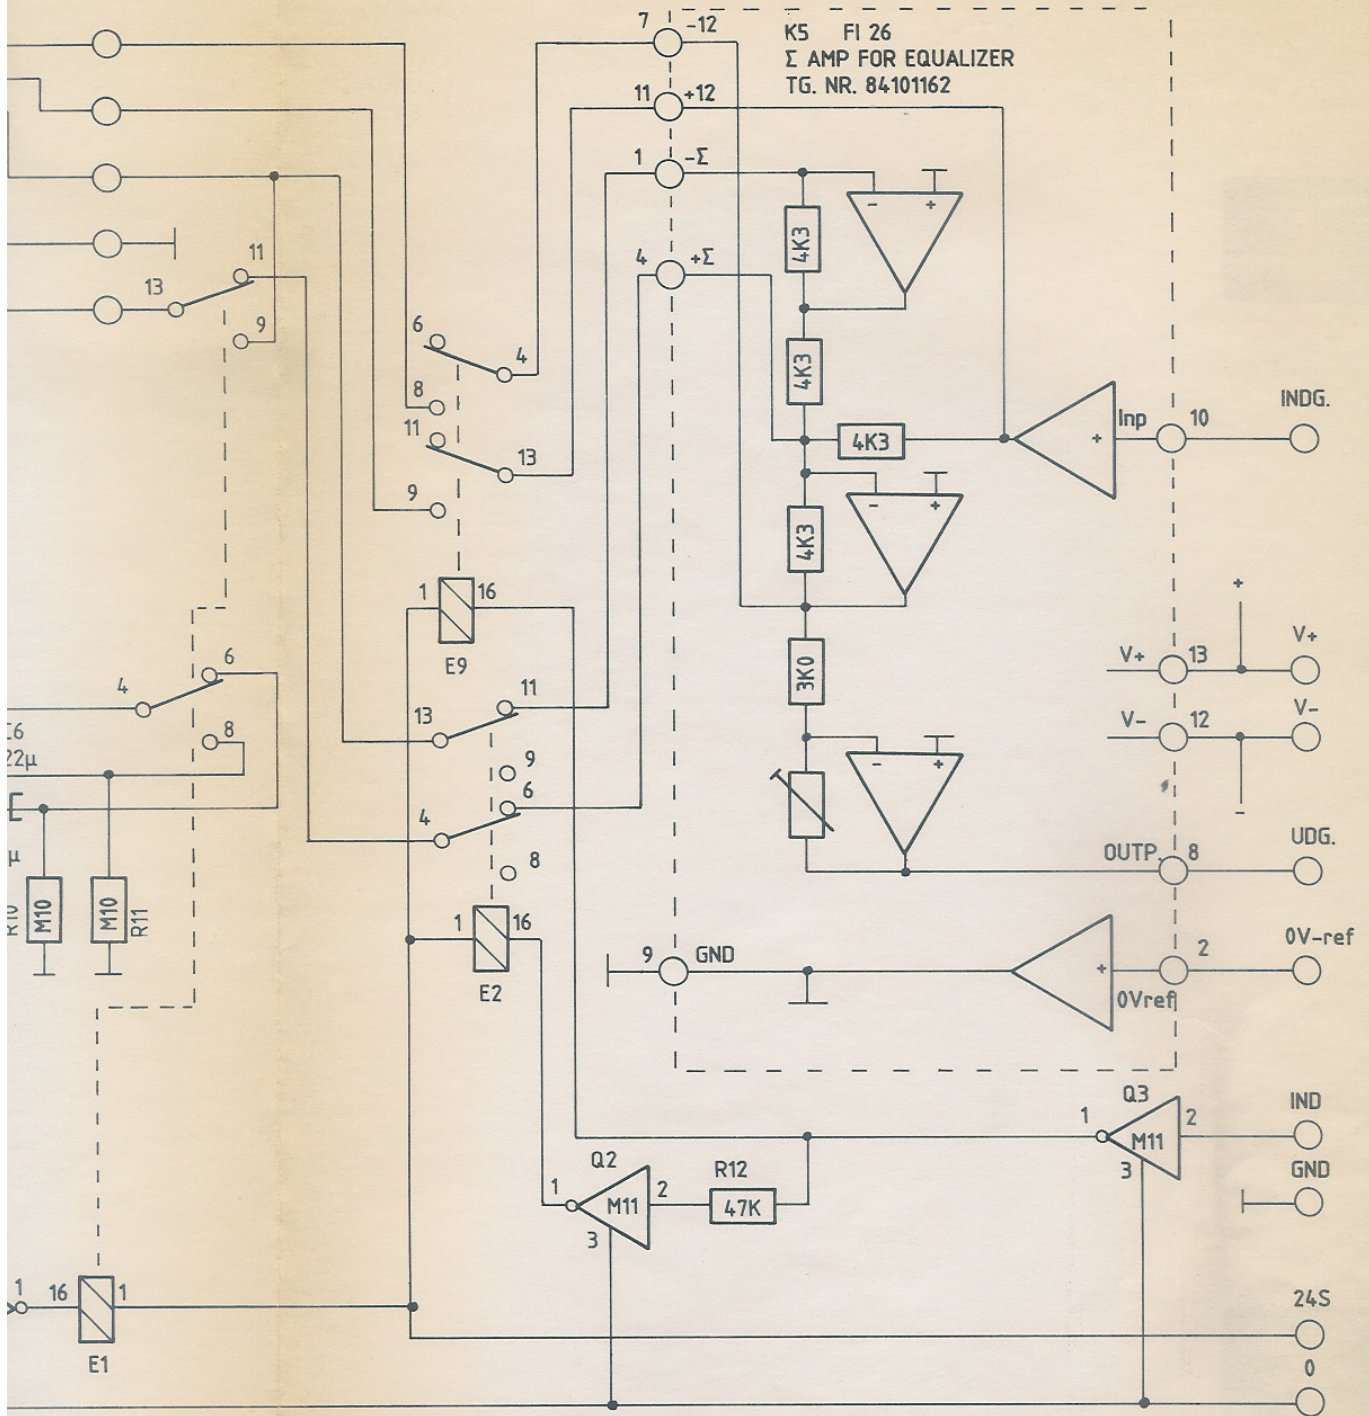 7
-12
K5 FI 26
Σ AMP FOR EQUALIZER
TG. NR. 84101162
11
+12
1
-Σ
4
+Σ
-
+
4K3
11
13
9
6
4
8
11
13
9
4K3
4K3
Inp
+
10
INDG.
-
+
4K3
1
16
E9
+
V+
13
V+
V-
12
V-
-
3K0
4
6
8
11
13
9
6
4
8
-
+
E6
22μ
μ
M10
M10
R11
OUTP.
8
UDG.
1
16
E2
9
GND
+
0Vref
2
0V-ref
Q3
1
M11
2
3
IND
GND
Q2
1
M11
2
3
R12
47K
1
16
1
E1
24S
0